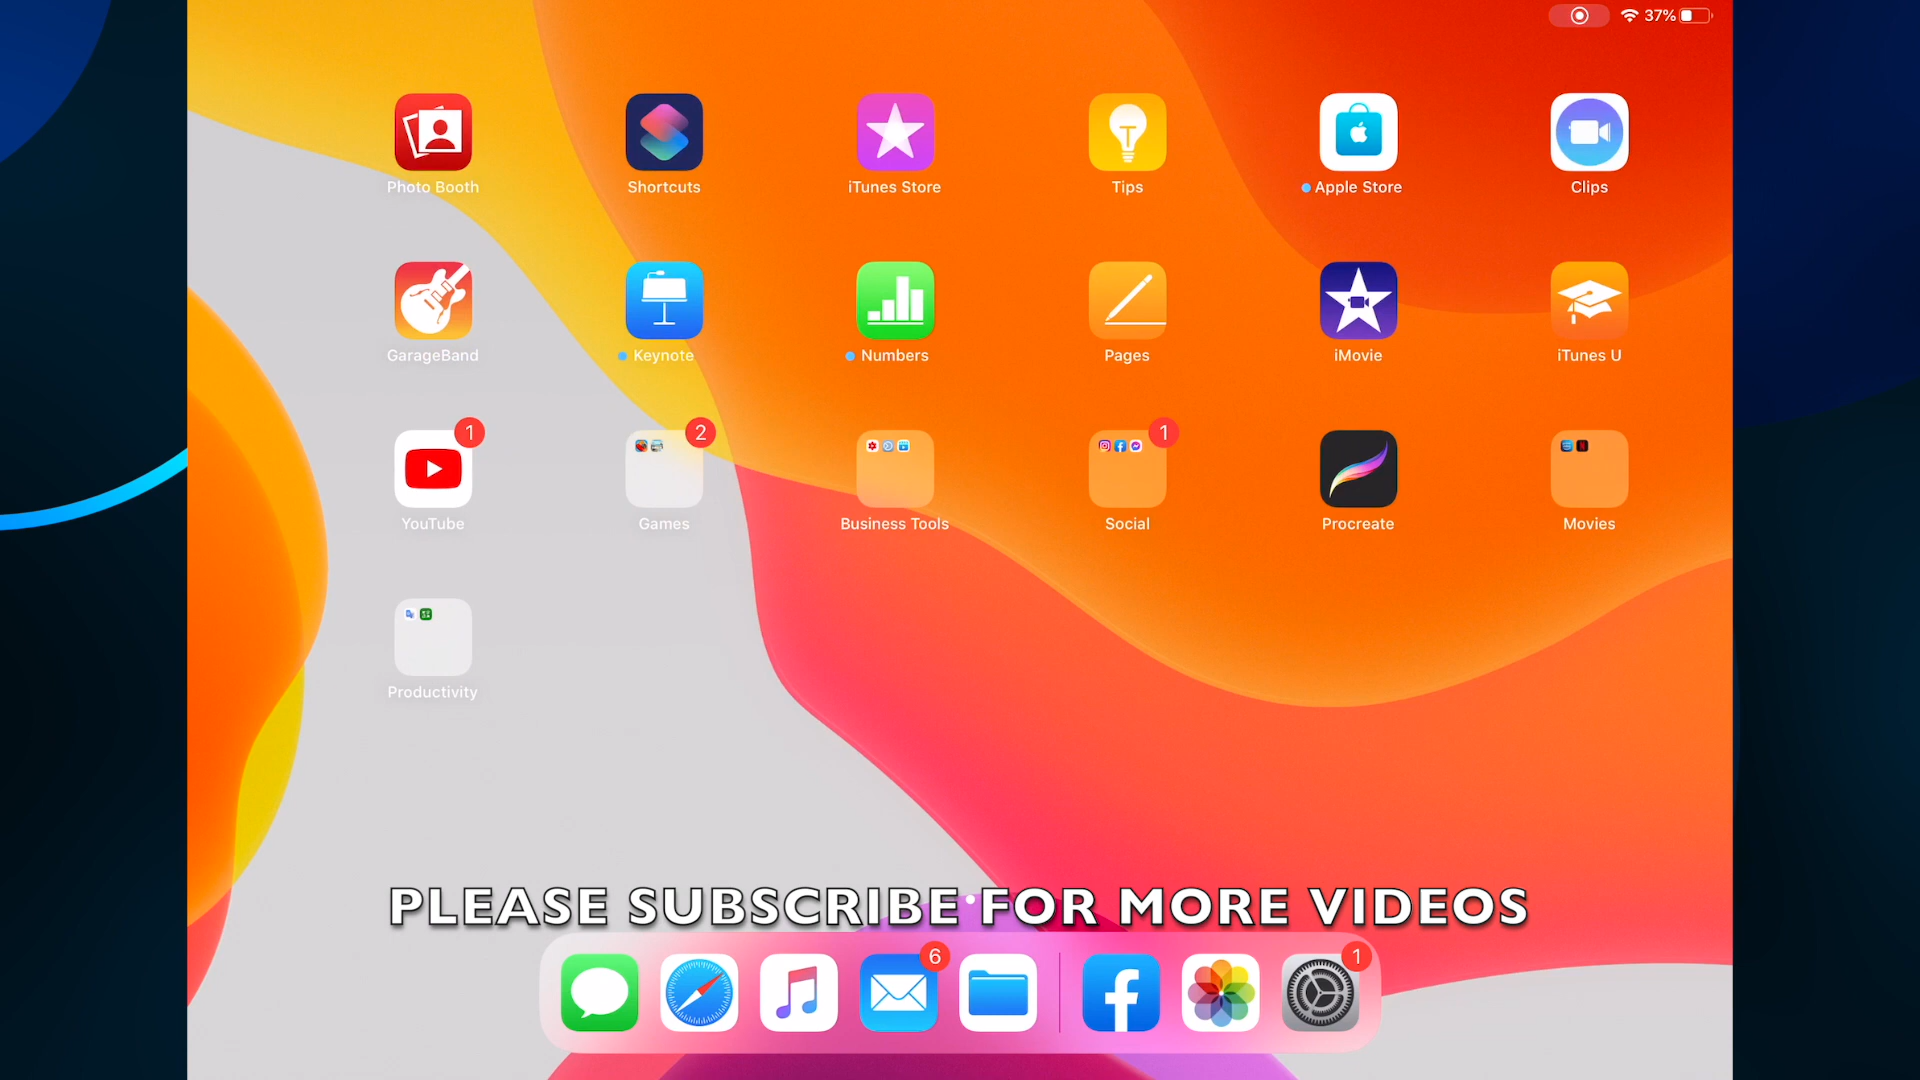 37%
Photo Booth
Shortcuts
iTunes Store
Tips
Apple Store
Clips
GarageBand
Keynote
Numbers
Pages
iMovie
iTunes U
1
2
1
YouTube
Games
Business Tools
Social
Procreate
Movies
Productivity
PLEASE SUBSCRIBE FOR MORE VIDEOS
6
1